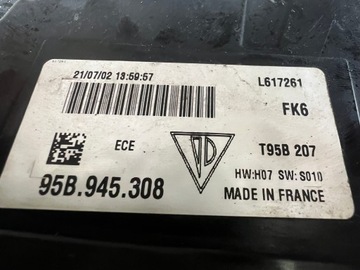 21/07/02 13:59:57
L617261
FK6
ECE
T95B 207
HW:H07 SW:S010
95B.945.308
MADE IN FRANCE